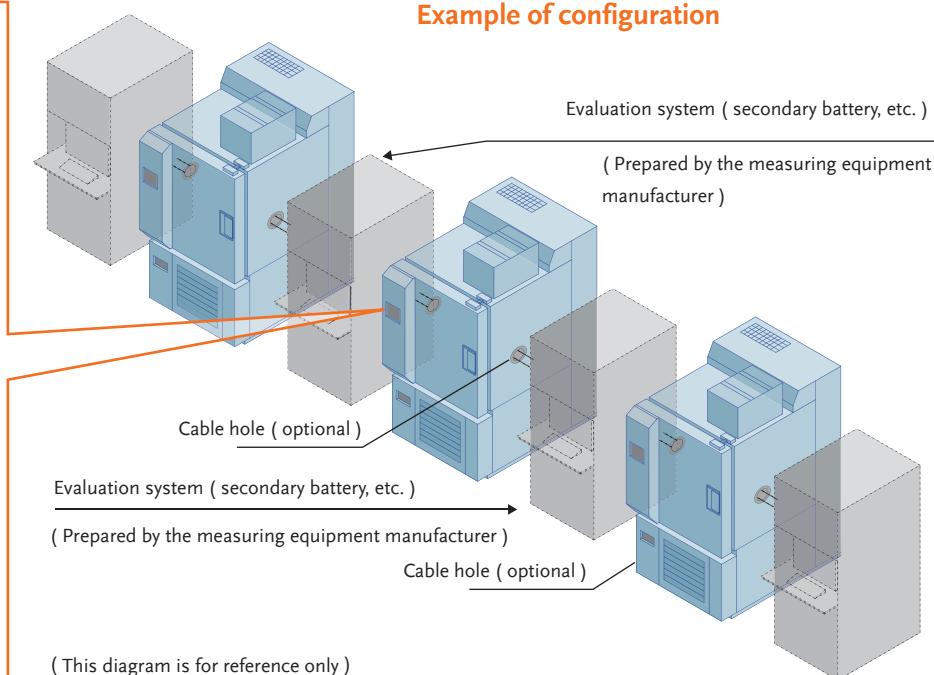 Example of configuration
Evaluation system ( secondary battery, etc. )
( Prepared by the measuring equipment
manufacturer )
Cable hole ( optional )
Evaluation system ( secondary battery, etc. )
( Prepared by the measuring equipment manufacturer )
Cable hole ( optional )
( This diagram is for reference only )